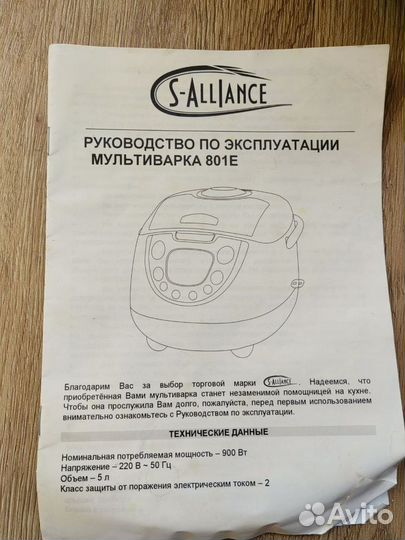 S-ALLIANCE
РУКОВОДСТВО ПО ЭКСПЛУАТАЦИИ
МУЛЬТИВАРКА 801Е
Благодарим Вас за выбор торговой марки S-ALLIANCE. Надеемся, что
приобретённая Вами мультиварка станет незаменимой помощницей на кухне.
Чтобы она прослужила Вам долго, пожалуйста, перед первым использованием
внимательно ознакомьтесь с Руководством по эксплуатации.
ТЕХНИЧЕСКИЕ ДАННЫЕ
Номинальная потребляемая мощность – 900 Вт
Напряжение – 220 В ~ 50 Гц
Объем – 5 л
Класс защиты от поражения электрическим током – 2
Avito